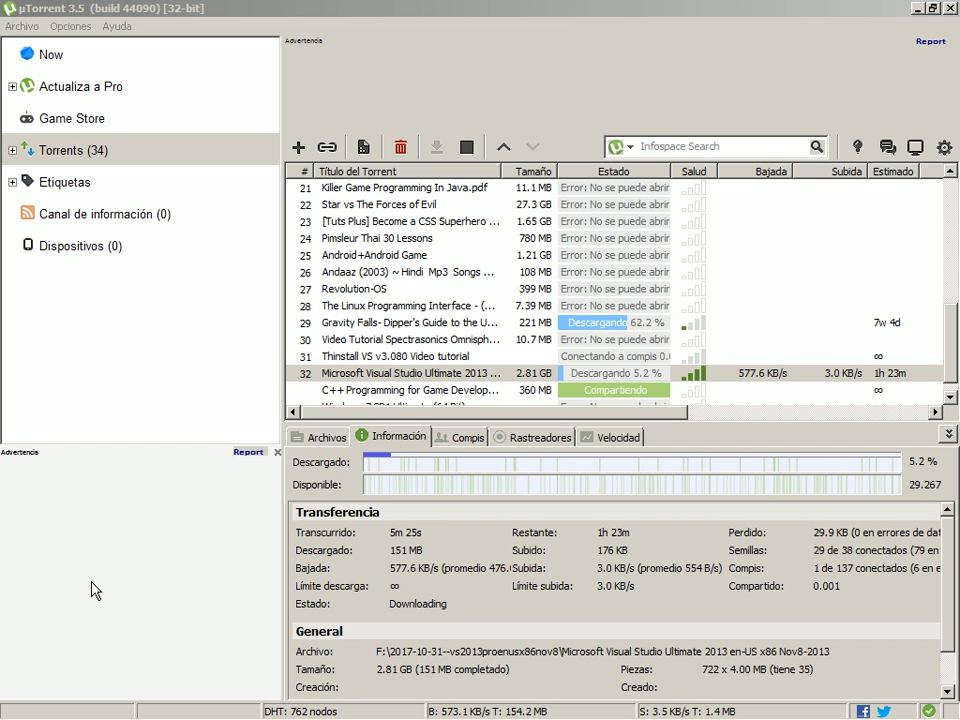 µTorrent 3.5 (build 44090) [32-bit]
Archivo Opciones Ayuda
Now
Actualiza a Pro
Game Store
Torrents (34)
Etiquetas
Canal de información (0)
Dispositivos (0)
Advertencia Report
Advertencia Report
Infospace Search
# Título del Torrent Tamaño Estado Salud Bajada Subida Estimado
21 Killer Game Programming In Java.pdf 11.1 MB Error: No se puede abrir
22 Star vs The Forces of Evil 27.3 GB Error: No se puede abrir
23 [Tuts Plus] Become a CSS Superhero ... 1.65 GB Error: No se puede abrir
24 Pimsleur Thai 30 Lessons 780 MB Error: No se puede abrir
25 Android+Android Game 1.21 GB Error: No se puede abrir
26 Andaaz (2003) ~ Hindi Mp3 Songs ... 108 MB Error: No se puede abrir
27 Revolution-OS 399 MB Error: No se puede abrir
28 The Linux Programming Interface - (... 7.39 MB Error: No se puede abrir
29 Gravity Falls- Dipper's Guide to the U... 221 MB Descargando 62.2 % 7w 4d
30 Video Tutorial Spectrasonics Omnisph... 10.7 MB Error: No se puede abrir
31 Thinstall VS v3.080 Video tutorial Conectando a compis 0. ∞
32 Microsoft Visual Studio Ultimate 2013 ... 2.81 GB Descargando 5.2 % 577.6 KB/s 3.0 KB/s 1h 23m
C++ Programming for Game Develop... 360 MB Compartiendo ∞
Archivos Información Compis Rastreadores Velocidad
Descargado: 5.2 %
Disponible: 29.267
Transferencia
Transcurrido: 5m 25s Restante: 1h 23m Perdido: 29.9 KB (0 en errores de dat
Descargado: 151 MB Subido: 176 KB Semillas: 29 de 38 conectados (79 en
Bajada: 577.6 KB/s (promedio 476. Subida: 3.0 KB/s (promedio 554 B/s) Compis: 1 de 137 conectados (6 en e
Límite descarga: ∞ Límite subida: 3.0 KB/s Compartido: 0.001
Estado: Downloading
General
Archivo: F:\2017-10-31--vs2013proenusx86nov8\Microsoft Visual Studio Ultimate 2013 en-US x86 Nov8-2013
Tamaño: 2.81 GB (151 MB completado) Piezas: 722 x 4.00 MB (tiene 35)
Creación: Creado:
DHT: 762 nodos B: 573.1 KB/s T: 154.2 MB S: 3.5 KB/s T: 1.4 MB